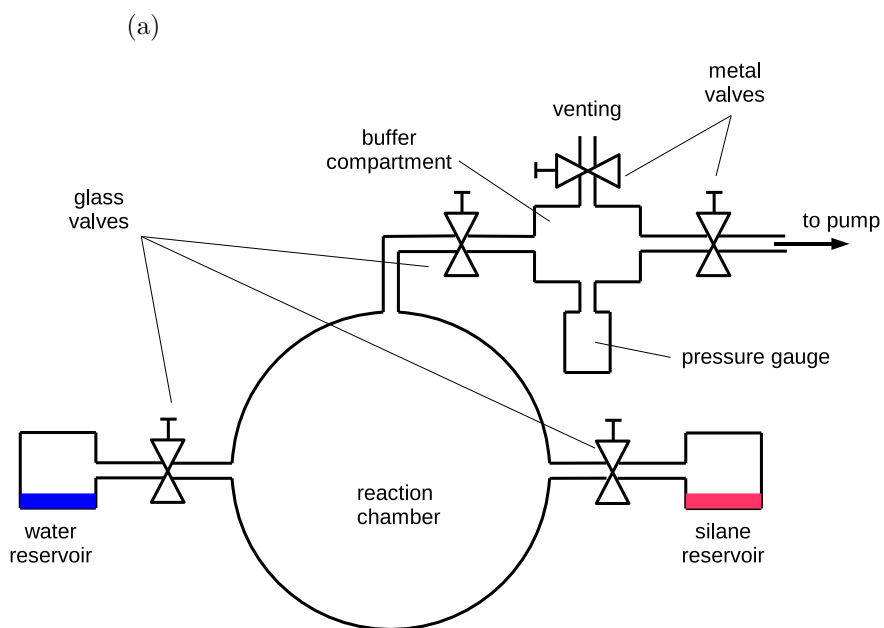 (a)
metal
valves
venting
buffer
compartment
glass
valves
to pump
pressure gauge
reaction
chamber
water
reservoir
silane
reservoir